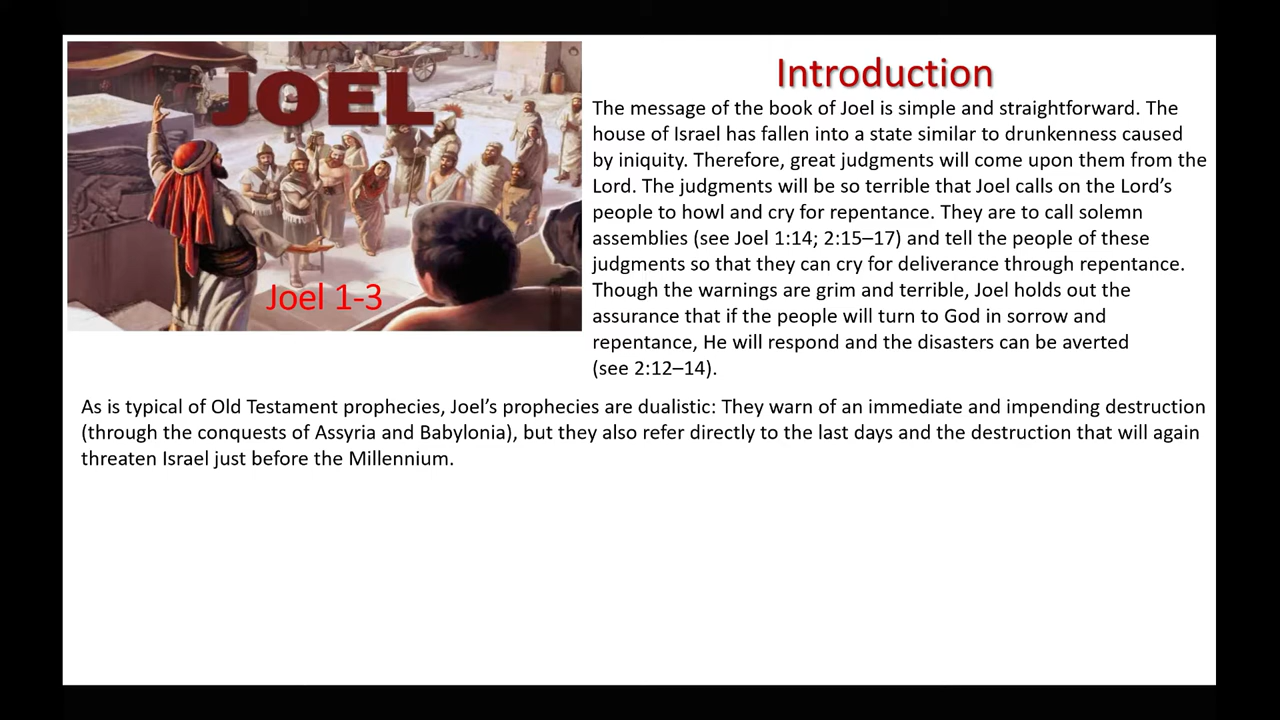 JOEL
Joel 1-3
Introduction
The message of the book of Joel is simple and straightforward. The
house of Israel has fallen into a state similar to drunkenness caused
by iniquity. Therefore, great judgments will come upon them from the
Lord. The judgments will be so terrible that Joel calls on the Lord’s
people to howl and cry for repentance. They are to call solemn
assemblies (see Joel 1:14; 2:15–17) and tell the people of these
judgments so that they can cry for deliverance through repentance.
Though the warnings are grim and terrible, Joel holds out the
assurance that if the people will turn to God in sorrow and
repentance, He will respond and the disasters can be averted
(see 2:12–14).
As is typical of Old Testament prophecies, Joel’s prophecies are dualistic: They warn of an immediate and impending destruction
(through the conquests of Assyria and Babylonia), but they also refer directly to the last days and the destruction that will again
threaten Israel just before the Millennium.